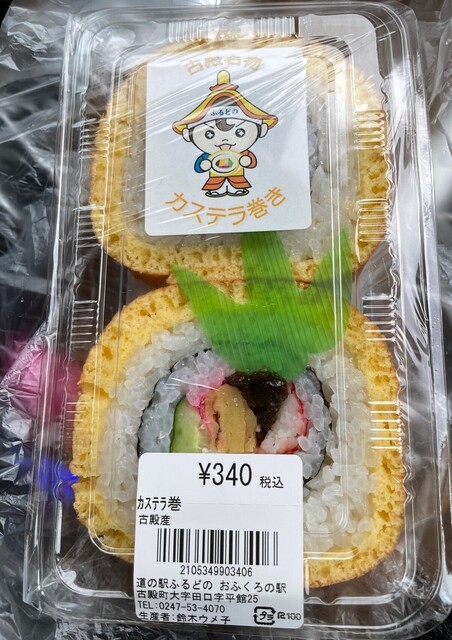 古殿名物
ふるどの
カステラ巻き
¥340 税込
カステラ巻
古殿産
2105349903406
道の駅ふるどの おふくろの駅
古殿町大字田口字平舘25
TEL:0247-53-4070
生産者:鈴木ウメ子
プラ R100